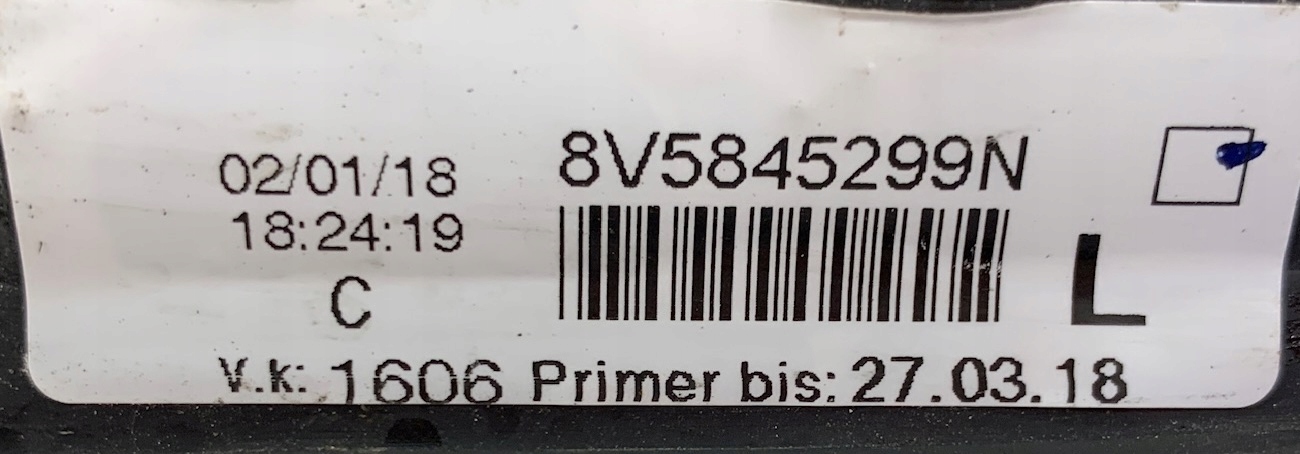 02/01/18
18:24:19
C
8V5845299N
L
V.k: 1606 Primer bis: 27.03.18